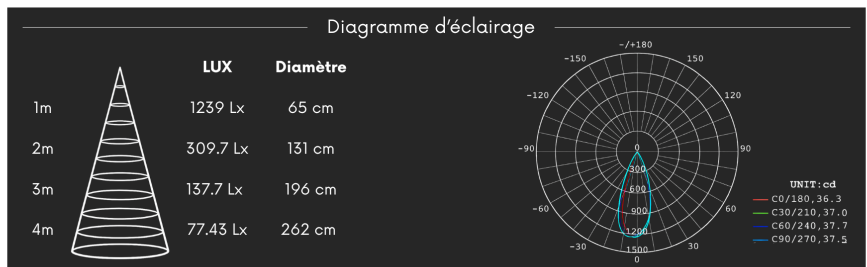 Diagramme d'éclairage
LUX Diamètre
1m 1239 Lx 65 cm
2m 309.7 Lx 131 cm
3m 137.7 Lx 196 cm
4m 77.43 Lx 262 cm
-/+180
-150 150
-120 120
-90 90
-60 60
-30 30
0
0
300
600
900
1200
1500
UNIT:cd
C0/180,36.3
C30/210,37.0
C60/240,37.7
C90/270,37.5